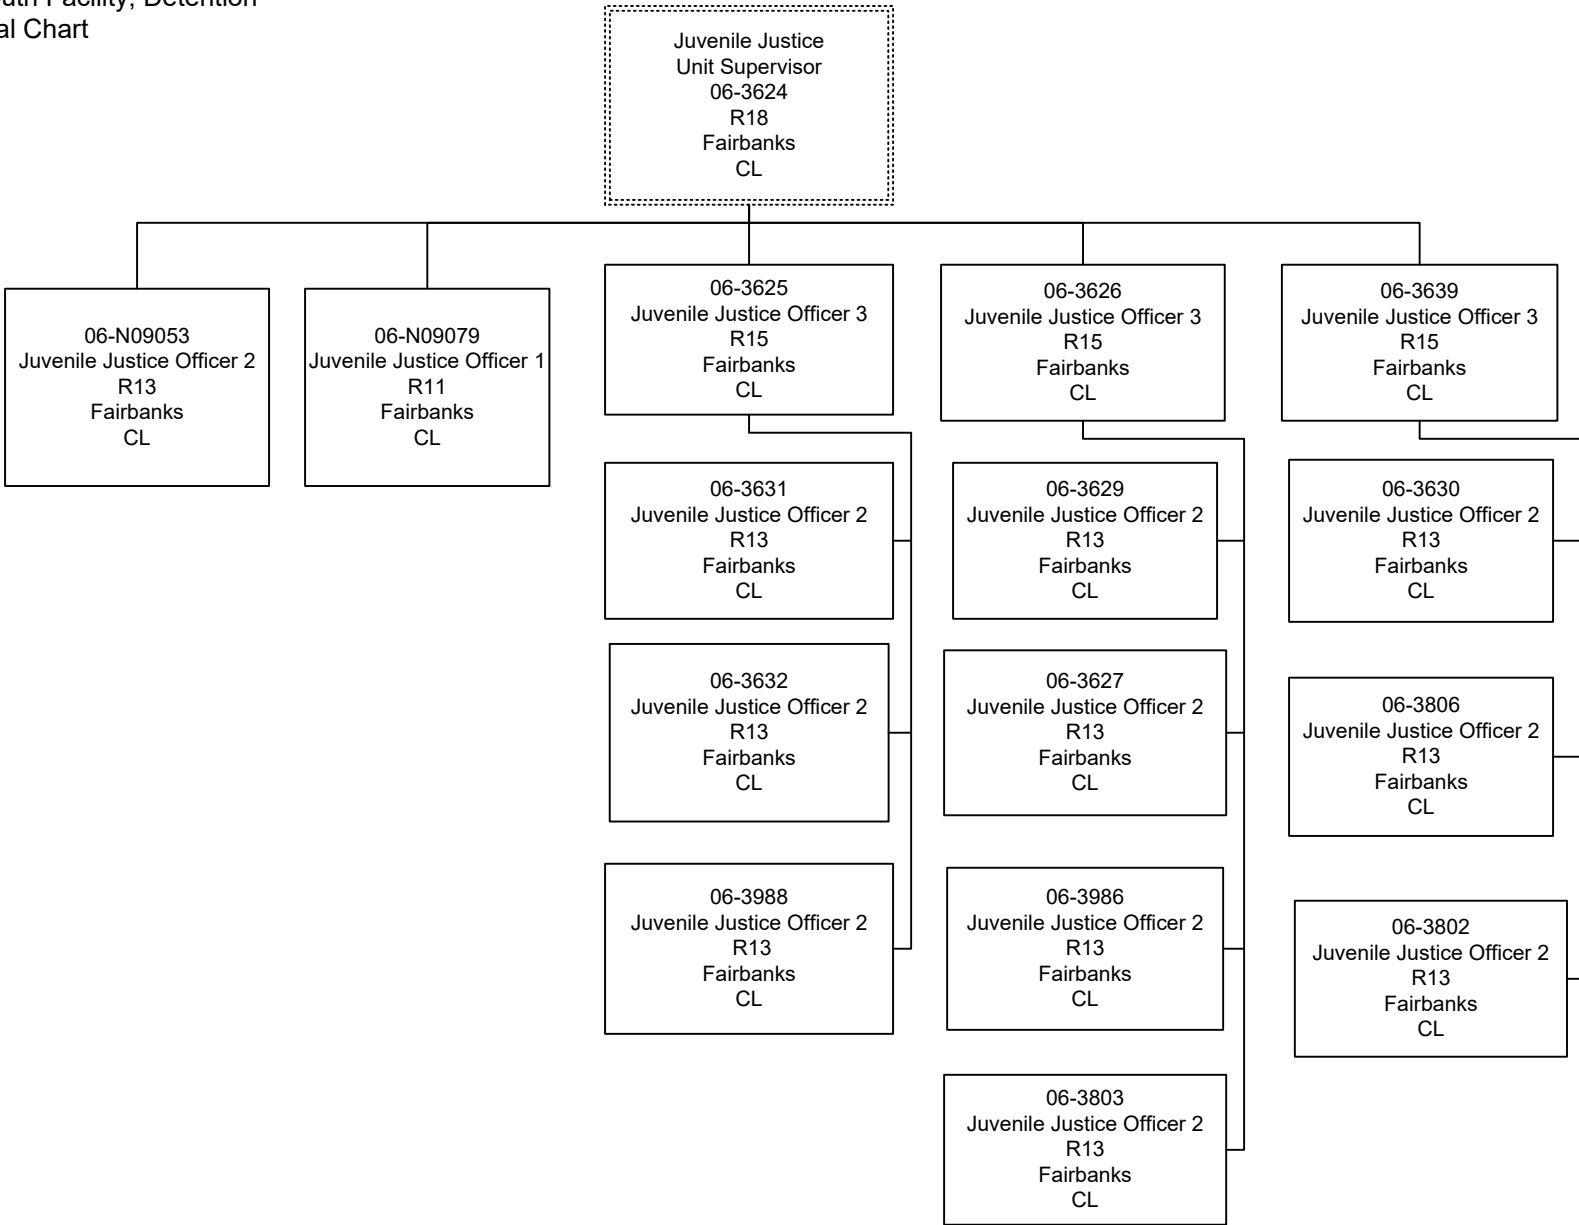 Facility, Detention
Chart
Juvenile Justice
Unit Supervisor
06-3624
R18
Fairbanks
CL
06-N09053
Juvenile Justice Officer 2
R13
Fairbanks
CL
06-N09079
Juvenile Justice Officer 1
R11
Fairbanks
CL
06-3625
Juvenile Justice Officer 3
R15
Fairbanks
CL
06-3626
Juvenile Justice Officer 3
R15
Fairbanks
CL
06-3639
Juvenile Justice Officer 3
R15
Fairbanks
CL
06-3631
Juvenile Justice Officer 2
R13
Fairbanks
CL
06-3629
Juvenile Justice Officer 2
R13
Fairbanks
CL
06-3630
Juvenile Justice Officer 2
R13
Fairbanks
CL
06-3632
Juvenile Justice Officer 2
R13
Fairbanks
CL
06-3627
Juvenile Justice Officer 2
R13
Fairbanks
CL
06-3806
Juvenile Justice Officer 2
R13
Fairbanks
CL
06-3988
Juvenile Justice Officer 2
R13
Fairbanks
CL
06-3986
Juvenile Justice Officer 2
R13
Fairbanks
CL
06-3802
Juvenile Justice Officer 2
R13
Fairbanks
CL
06-3803
Juvenile Justice Officer 2
R13
Fairbanks
CL